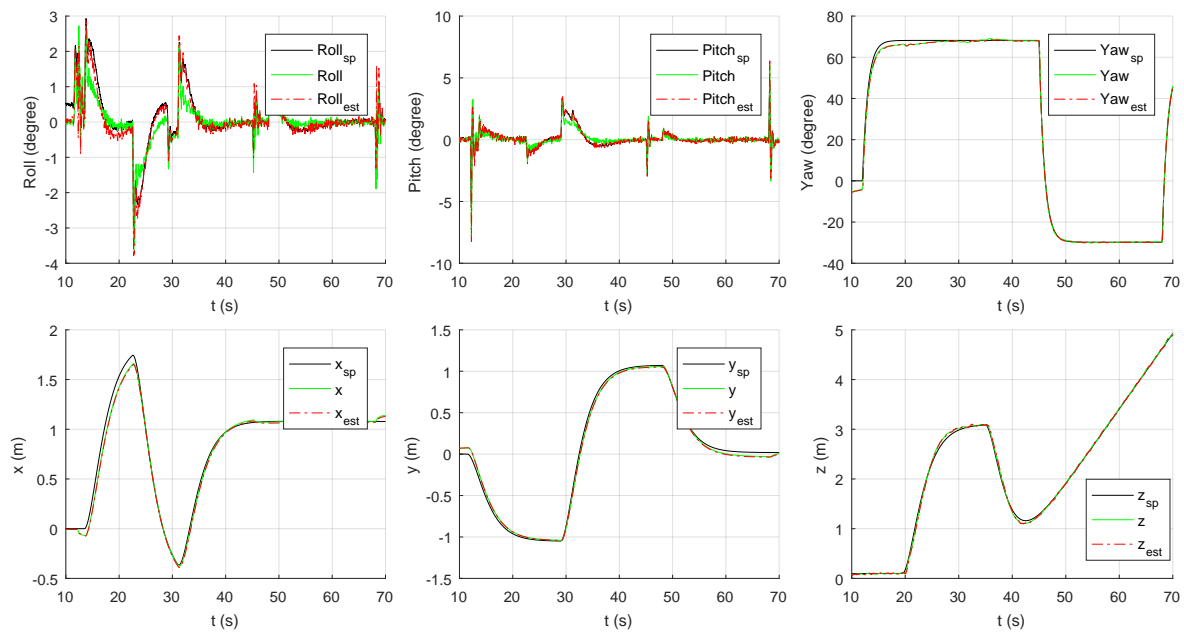 3
2
1
0
-1
-2
-3
-4
Roll (degree)
10 20 30 40 50 60 70
t (s)
Roll_sp
Roll
Roll_est
10
5
0
-5
-10
Pitch (degree)
10 20 30 40 50 60 70
t (s)
Pitch_sp
Pitch
Pitch_est
80
60
40
20
0
-20
-40
Yaw (degree)
10 20 30 40 50 60 70
t (s)
Yaw_sp
Yaw
Yaw_est
2
1.5
1
0.5
0
-0.5
x (m)
10 20 30 40 50 60 70
t (s)
x_sp
x
x_est
1.5
1
0.5
0
-0.5
-1
-1.5
y (m)
10 20 30 40 50 60 70
t (s)
y_sp
y
y_est
5
4
3
2
1
0
z (m)
10 20 30 40 50 60 70
t (s)
z_sp
z
z_est